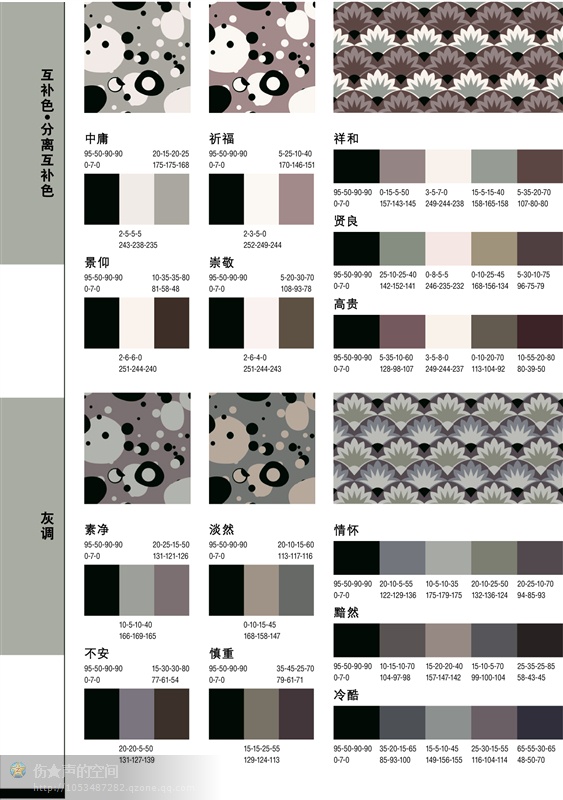 互补色•分离互补色
中庸
95-50-90-90 20-15-20-25
0-7-0 175-175-168
2-5-5-5
243-238-235
祈福
95-50-90-90 5-25-10-40
0-7-0 170-146-151
2-3-5-0
252-249-244
祥和
95-50-90-90 0-15-5-50 3-5-7-0 15-5-15-40 5-35-20-70
0-7-0 157-143-145 249-244-238 158-165-158 107-80-80
贤良
95-50-90-90 25-10-25-40 0-8-5-5 0-10-25-45 5-30-10-75
0-7-0 142-152-141 246-235-232 168-156-134 96-75-79
景仰
95-50-90-90 10-35-35-80
0-7-0 81-58-48
2-6-6-0
251-244-240
崇敬
95-50-90-90 5-20-30-70
0-7-0 108-93-78
2-6-4-0
251-244-243
高贵
95-50-90-90 5-35-10-60 3-5-8-0 0-10-20-70 10-55-20-80
0-7-0 128-98-107 249-244-237 113-104-92 80-39-50
灰调
素净
95-50-90-90 20-25-15-50
0-7-0 131-121-126
10-5-10-40
166-169-165
淡然
95-50-90-90 20-10-15-60
0-7-0 113-117-116
0-10-15-45
168-158-147
情怀
95-50-90-90 20-10-5-55 10-5-10-35 20-10-25-50 20-25-10-70
0-7-0 122-129-136 175-179-175 132-136-124 94-85-93
黯然
95-50-90-90 10-15-10-70 15-20-20-40 15-10-5-70 25-35-25-85
0-7-0 104-97-98 157-147-142 99-100-104 58-43-45
不安
95-50-90-90 15-30-30-80
0-7-0 77-61-54
20-20-5-50
131-127-139
慎重
95-50-90-90 35-45-25-70
0-7-0 79-61-71
15-15-25-55
129-124-113
冷酷
95-50-90-90 35-20-15-65 15-5-10-45 25-30-15-55 65-55-30-65
0-7-0 85-93-100 149-156-155 116-104-114 48-50-70
伤★声的空间
http://1053487282.qzone.qq.com